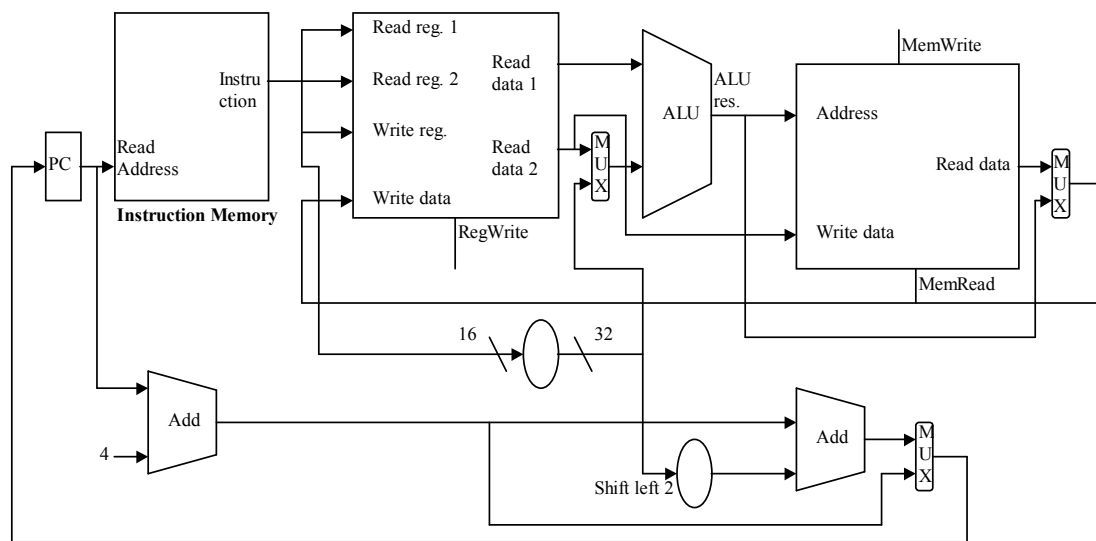 Read reg. 1
Read reg. 2
Write reg.
Write data
Read
data 1
Read
data 2
RegWrite
Instru
ction
Read
Address
Instruction Memory
PC
M
U
X
ALU
ALU
res.
MemWrite
Address
Read data
Write data
MemRead
M
U
X
16
32
Add
4
Shift left 2
Add
M
U
X